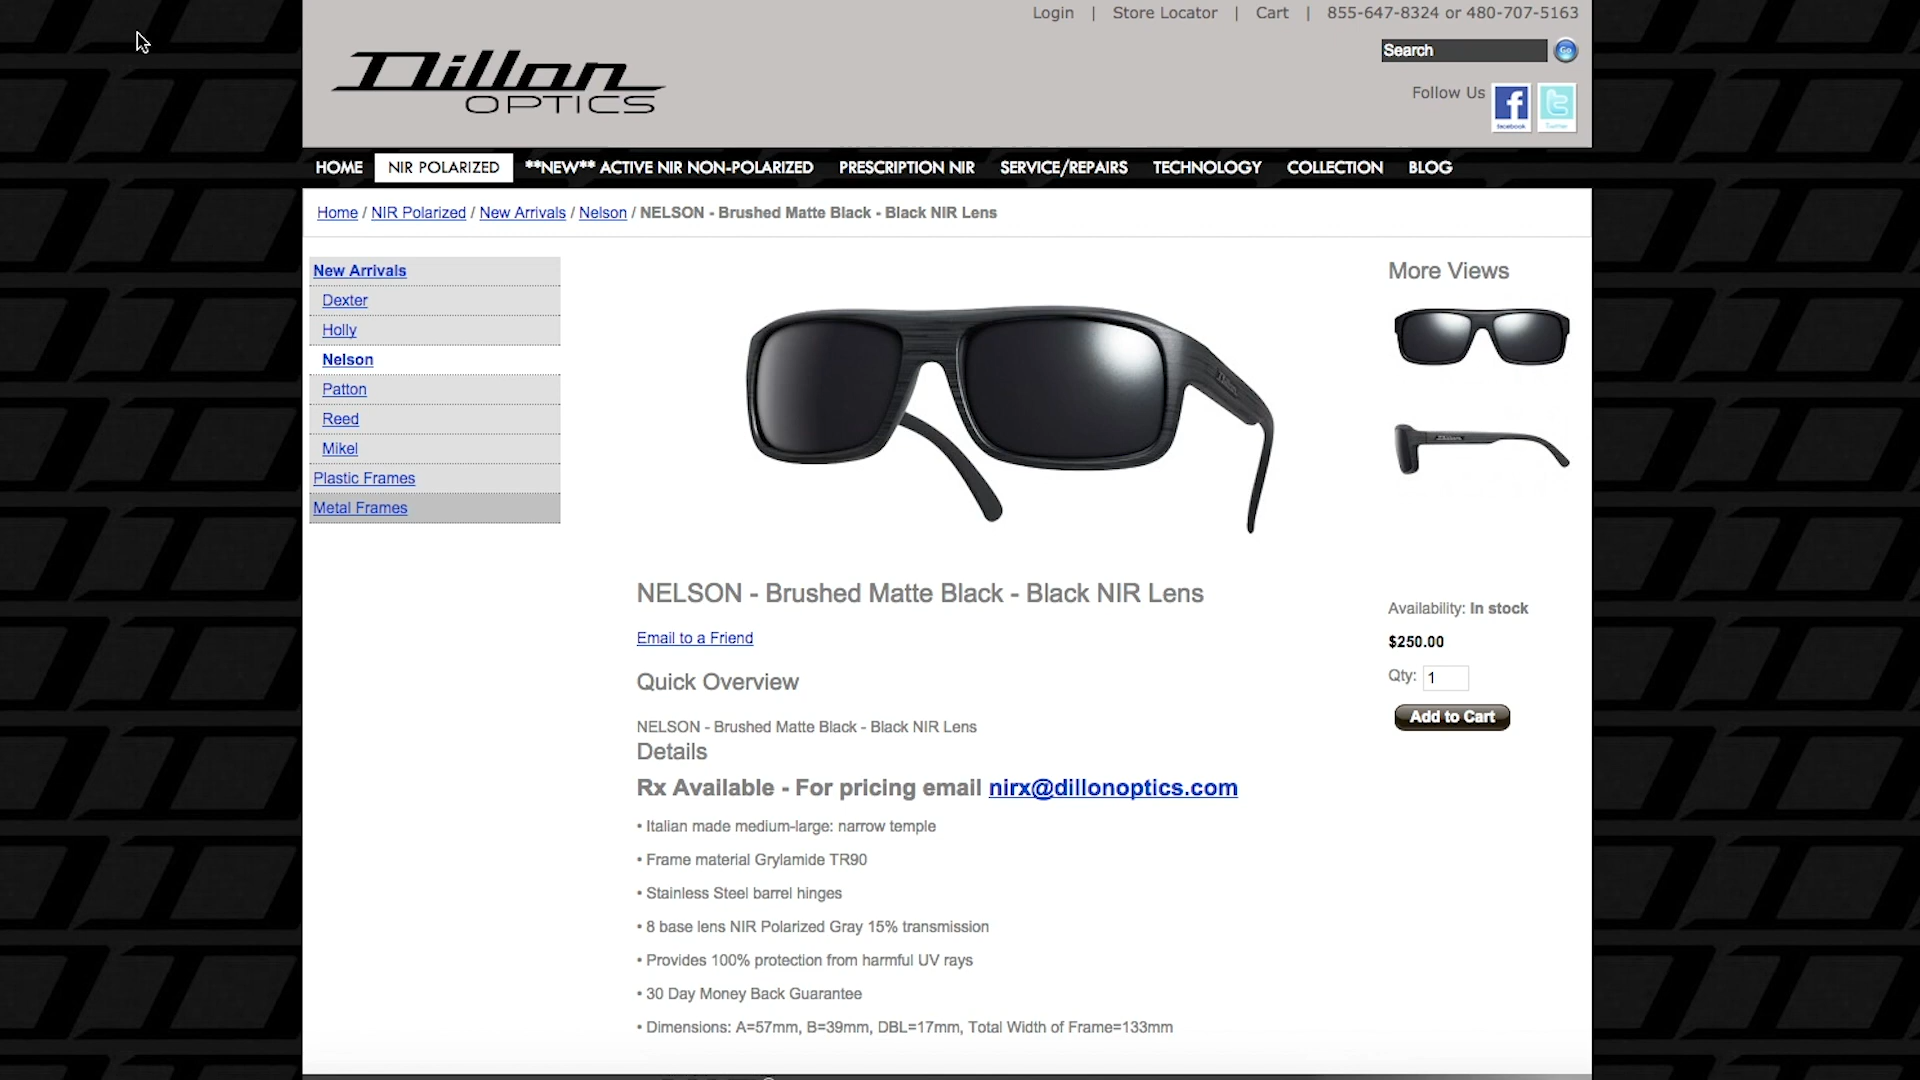 Login | Store Locator | Cart | 855-647-8324 or 480-707-5163
Dillon
OPTICS
Search
Go
Follow Us
facebook
Twitter
HOME NIR POLARIZED **NEW** ACTIVE NIR NON-POLARIZED PRESCRIPTION NIR SERVICE/REPAIRS TECHNOLOGY COLLECTION BLOG
Home / NIR Polarized / New Arrivals / Nelson / NELSON - Brushed Matte Black - Black NIR Lens
New Arrivals
Dexter
Holly
Nelson
Patton
Reed
Mikel
Plastic Frames
Metal Frames
More Views
Dillon
NELSON - Brushed Matte Black - Black NIR Lens
Email to a Friend
Quick Overview
NELSON - Brushed Matte Black - Black NIR Lens
Details
Rx Available - For pricing email nirx@dillonoptics.com
• Italian made medium-large: narrow temple
• Frame material Grylamide TR90
• Stainless Steel barrel hinges
• 8 base lens NIR Polarized Gray 15% transmission
• Provides 100% protection from harmful UV rays
• 30 Day Money Back Guarantee
• Dimensions: A=57mm, B=39mm, DBL=17mm, Total Width of Frame=133mm
Availability: In stock
$250.00
Qty: 1
Add to Cart